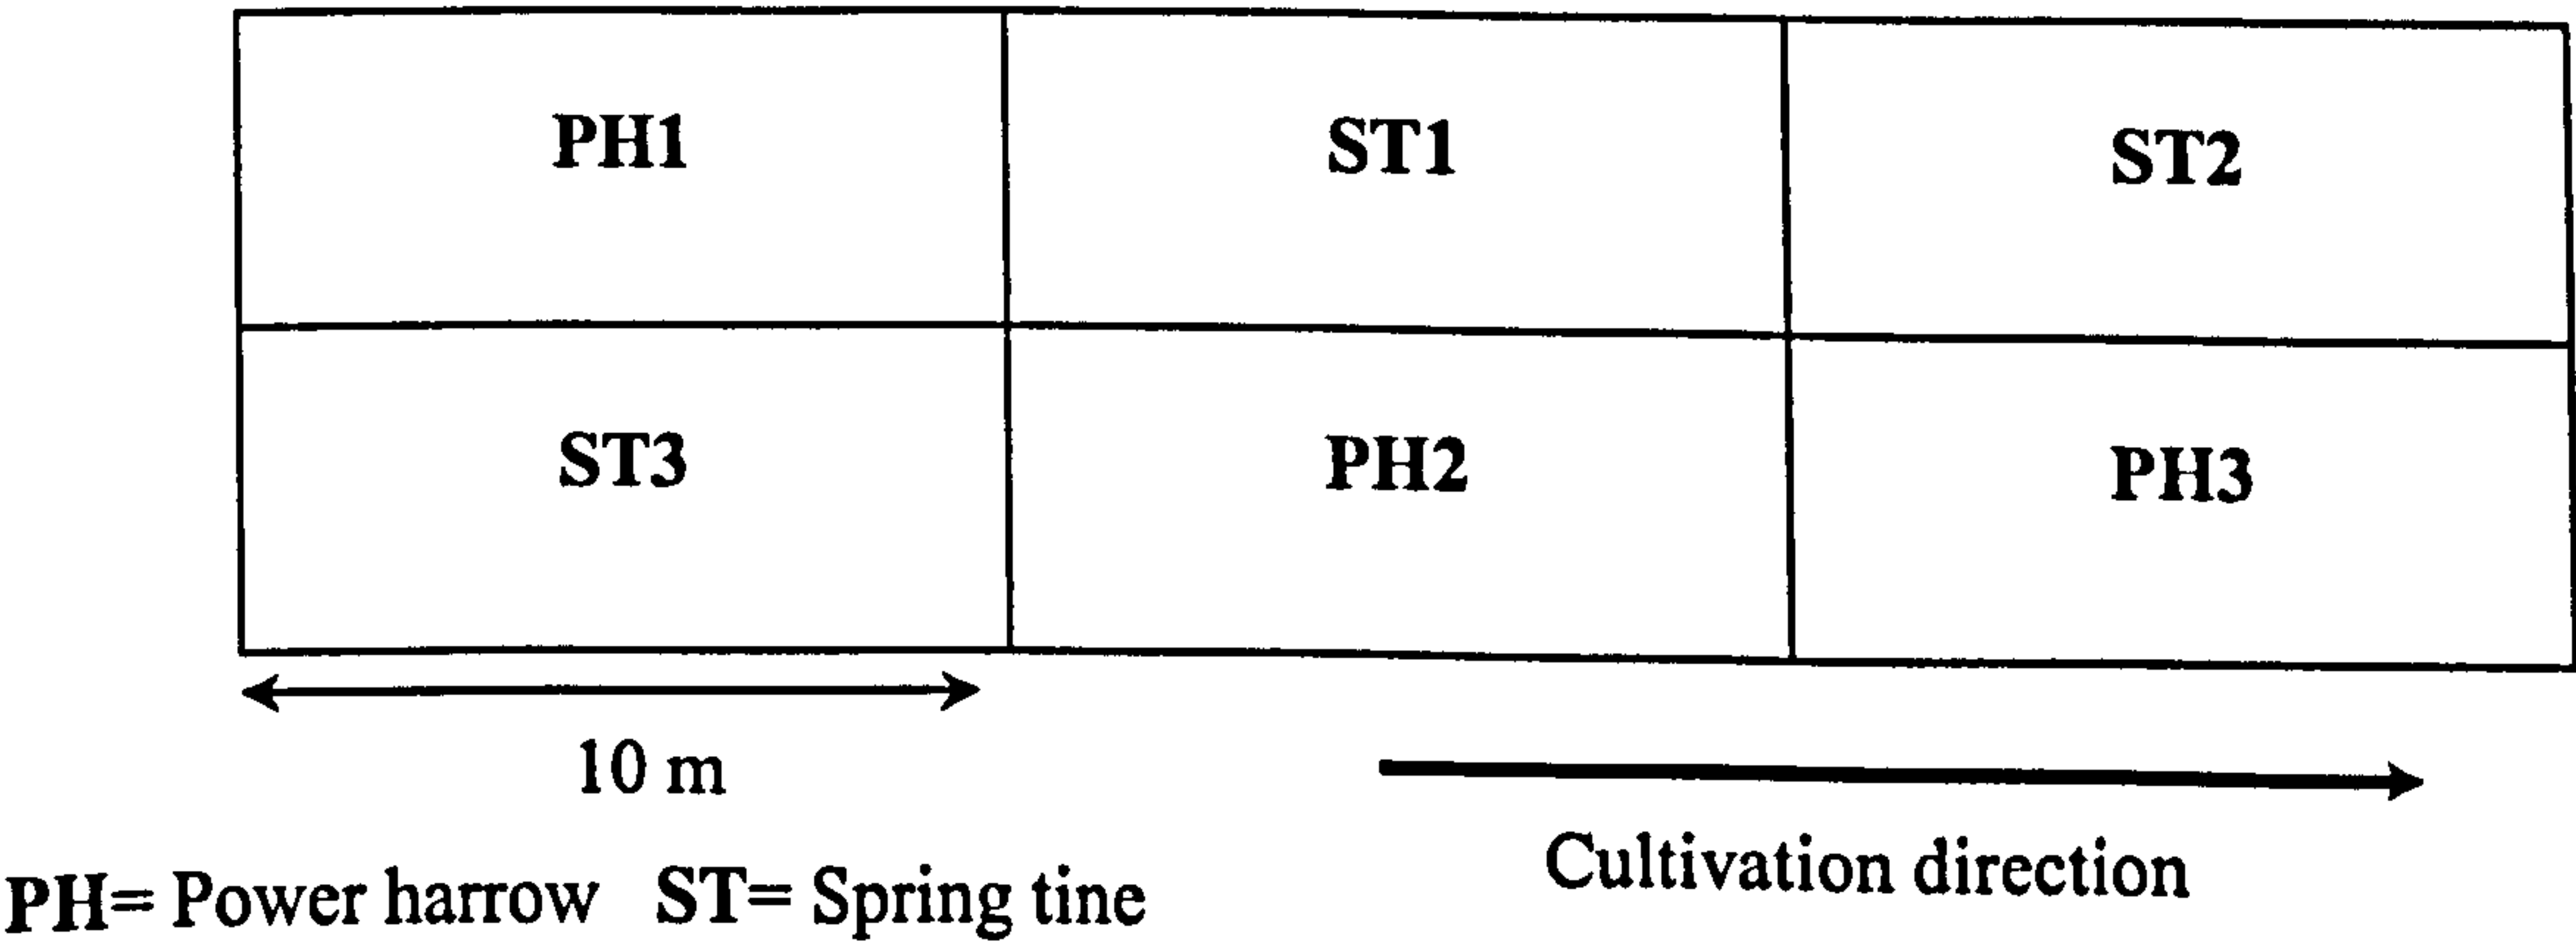 PH1 ST1 ST2
ST3 PH2 PH3
10 m
Cultivation direction
PH= Power harrow ST= Spring tine